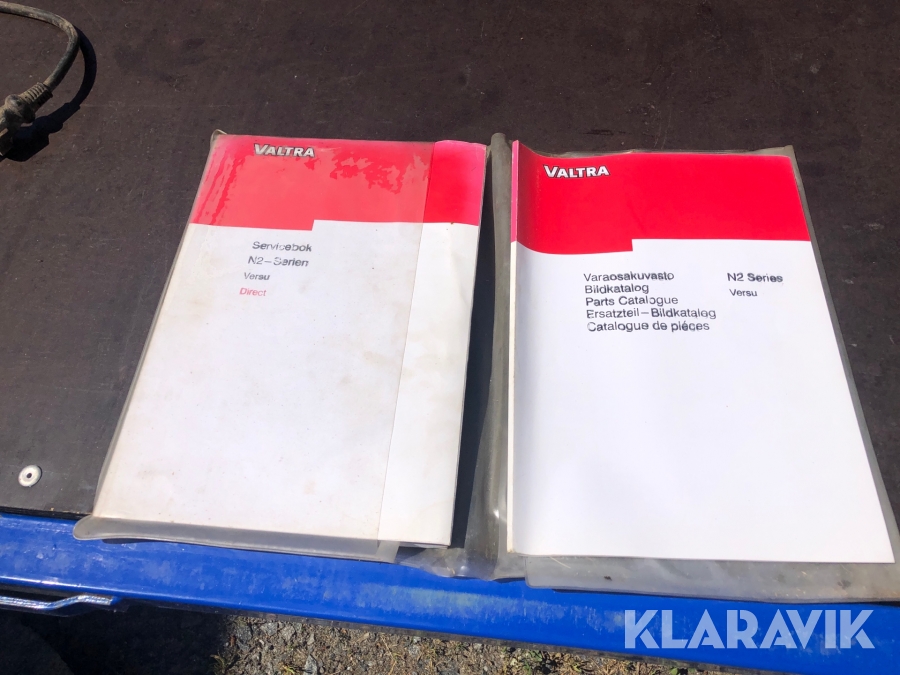 VALTRA
Servicebok
N2-Serien
Versu
Direct
VALTRA
Varaosakuvasto N2 Series
Bildkatalog Versu
Parts Catalogue
Ersatzteil-Bildkatalog
Catalogue de piéces
KLARAVIK